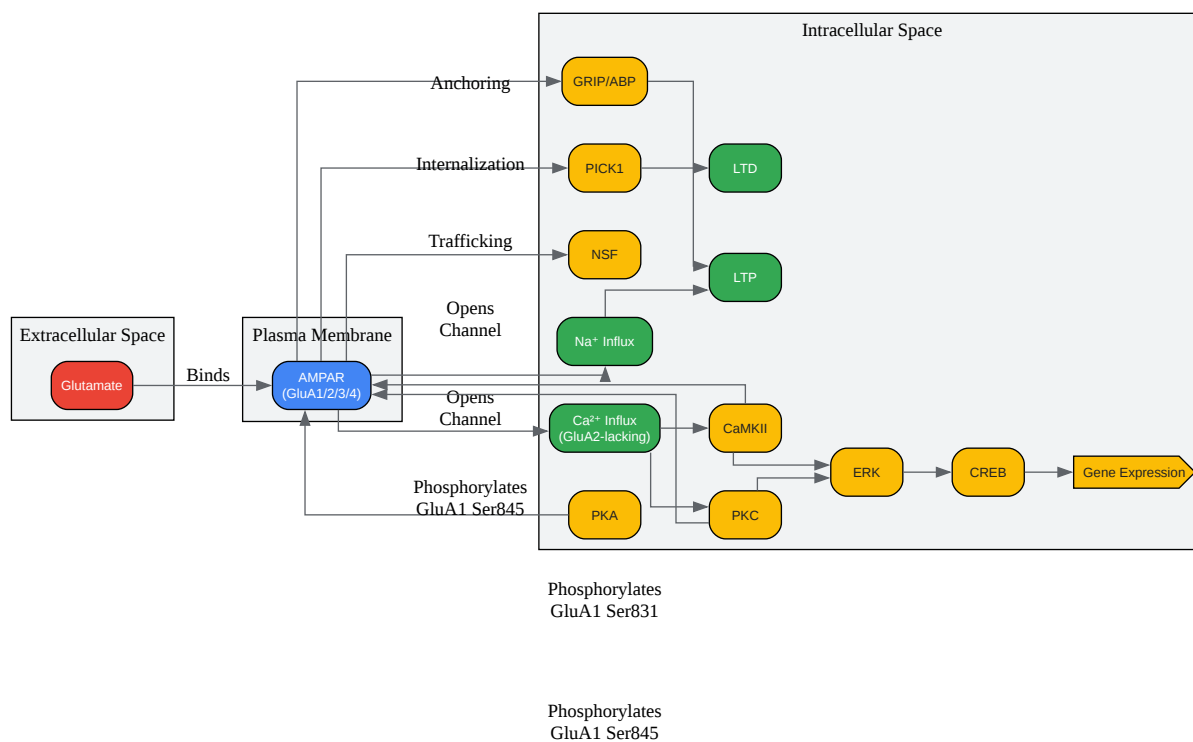 Intracellular Space
Anchoring
GRIP/ABP
Internalization
PICK1
LTD
Trafficking
NSF
LTP
Opens
Channel
Na⁺ Influx
Extracellular Space
Glutamate
Binds
Plasma Membrane
AMPAR
(GluA1/2/3/4)
Opens
Channel
Ca²⁺ Influx
(GluA2-lacking)
CaMKII
ERK
CREB
Gene Expression
Phosphorylates
GluA1 Ser845
PKA
PKC
Phosphorylates
GluA1 Ser831
Phosphorylates
GluA1 Ser845